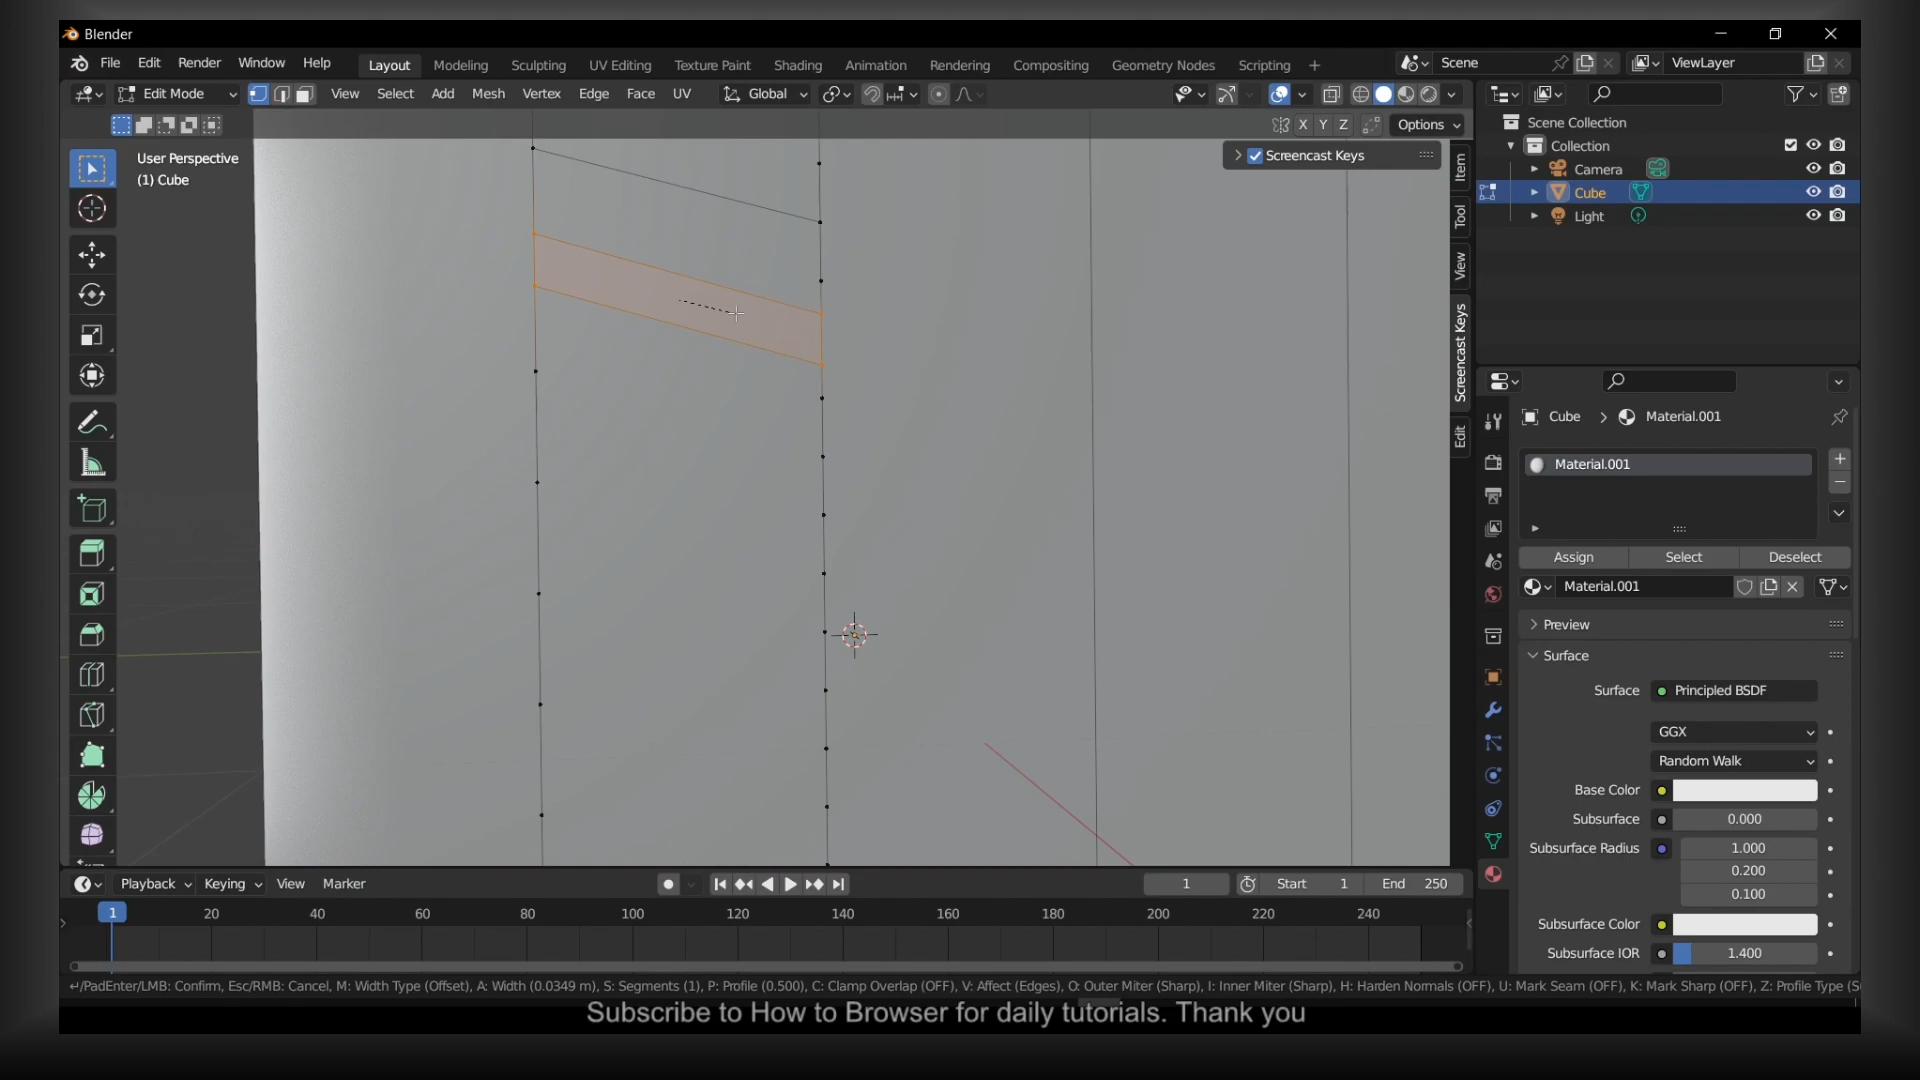 Blender
File Edit Render Window Help Layout Modeling Sculpting UV Editing Texture Paint Shading Animation Rendering Compositing Geometry Nodes Scripting + Scene ViewLayer
Edit Mode View Select Add Mesh Vertex Edge Face UV Global
X Y Z Options
User Perspective
(1) Cube
Screencast Keys
Item
Tool
View
Screencast Keys
Edit
Scene Collection
Collection
Camera
Cube
Light
Cube > Material.001
Material.001
Assign Select Deselect
Material.001
Preview
Surface
Surface Principled BSDF
GGX
Random Walk
Base Color
Subsurface 0.000
Subsurface Radius 1.000
0.200
0.100
Subsurface Color
Subsurface IOR 1.400
Playback Keying View Marker 1 Start 1 End 250
1 20 40 60 80 100 120 140 160 180 200 220 240
↵/PadEnter/LMB: Confirm, Esc/RMB: Cancel, M: Width Type (Offset), A: Width (0.0349 m), S: Segments (1), P: Profile (0.500), C: Clamp Overlap (OFF), V: Affect (Edges), O: Outer Miter (Sharp), I: Inner Miter (Sharp), H: Harden Normals (OFF), U: Mark Seam (OFF), K: Mark Sharp (OFF), Z: Profile Type (S
Subscribe to How to Browser for daily tutorials. Thank you